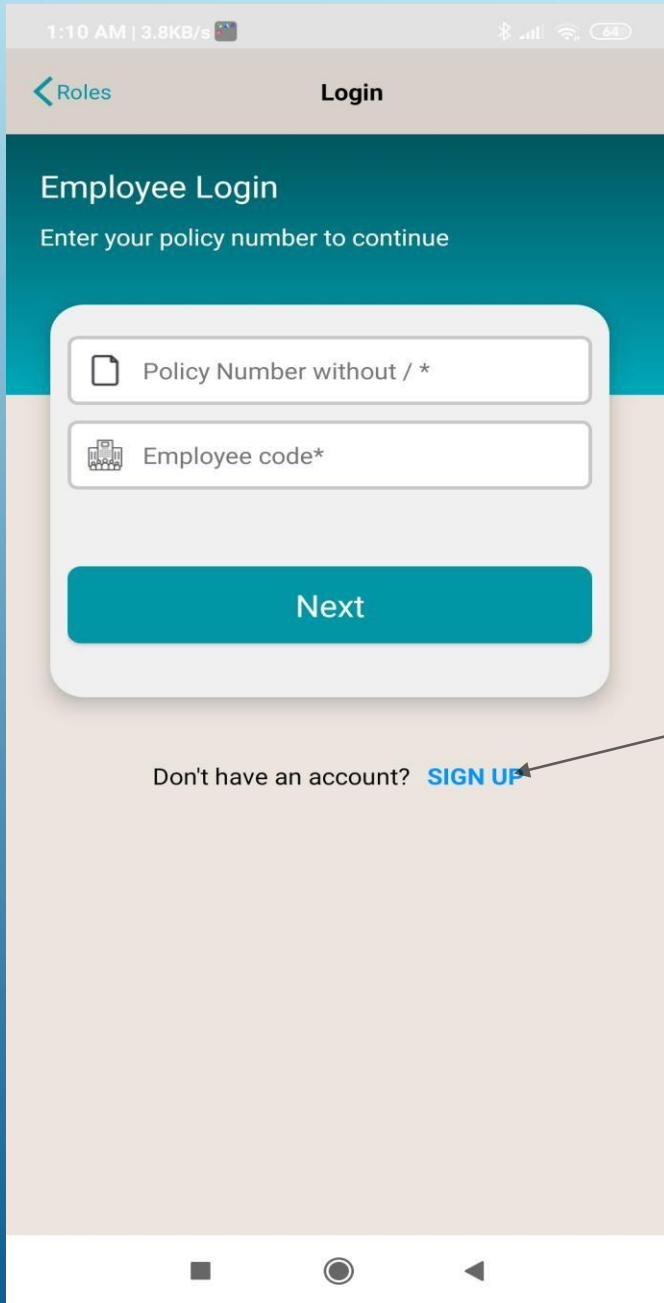 1:10 AM | 3.8KB/s 64
Roles Login
Employee Login
Enter your policy number to continue
Policy Number without / *
Employee code*
Next
Don't have an account? SIGN UP